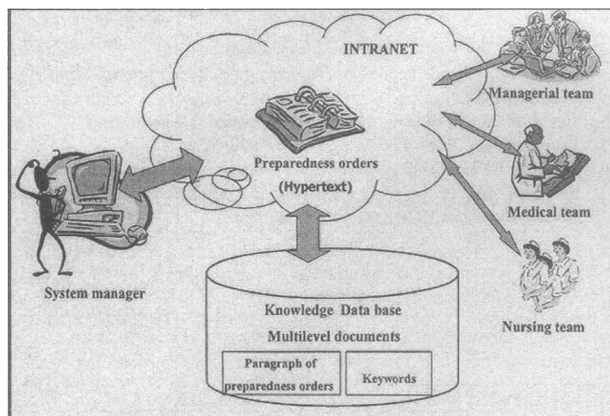 INTRANET
Managerial team
Preparedness orders
(Hypertext)
Medical team
System manager
Knowledge Data base
Multilevel documents
Nursing team
Paragraph of
preparedness orders
Keywords